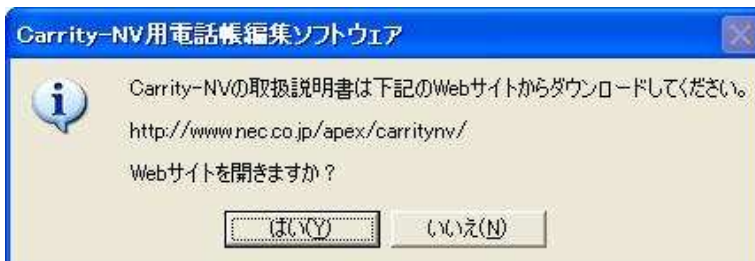 Carrity-NV用電話帳編集ソフトウェア
Carrity-NVの取扱説明書は下記のWebサイトからダウンロードしてください。
http://www.nec.co.jp/apex/carritynv/
Webサイトを開きますか？
はい(Y)
いいえ(N)